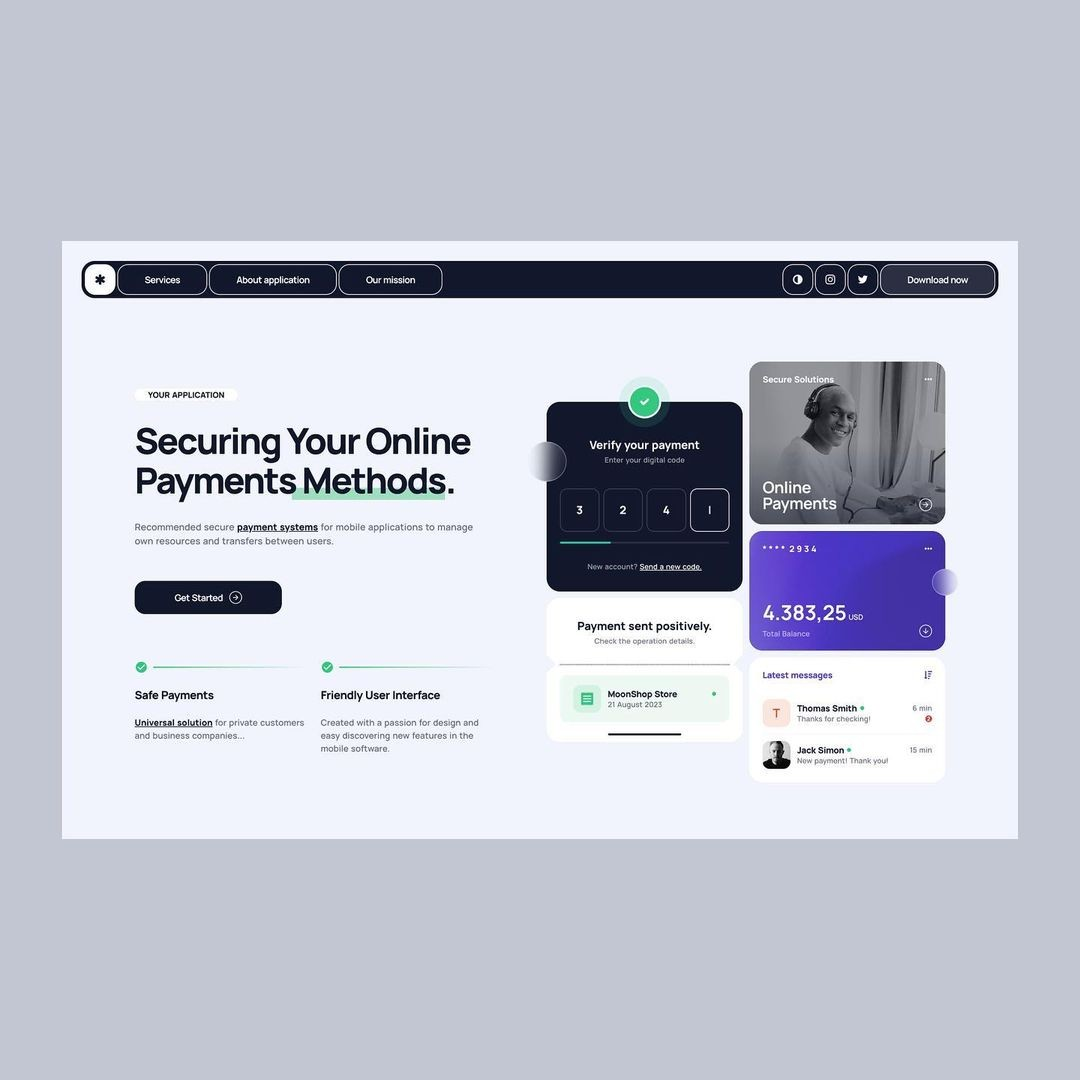 Services
About application
Our mission
Download now
YOUR APPLICATION
Securing Your Online
Payments Methods.
Recommended secure payment systems for mobile applications to manage
own resources and transfers between users.
Get Started
Safe Payments
Universal solution for private customers
and business companies...
Friendly User Interface
Created with a passion for design and
easy discovering new features in the
mobile software.
Verify your payment
Enter your digital code
3 2 4 |
New account? Send a new code.
Payment sent positively.
Check the operation details.
MoonShop Store
21 August 2023
Secure Solutions
Online
Payments
**** 2934
4.383,25 USD
Total Balance
Latest messages
T
Thomas Smith
6 min
Thanks for checking!
2
Jack Simon
15 min
New payment! Thank you!